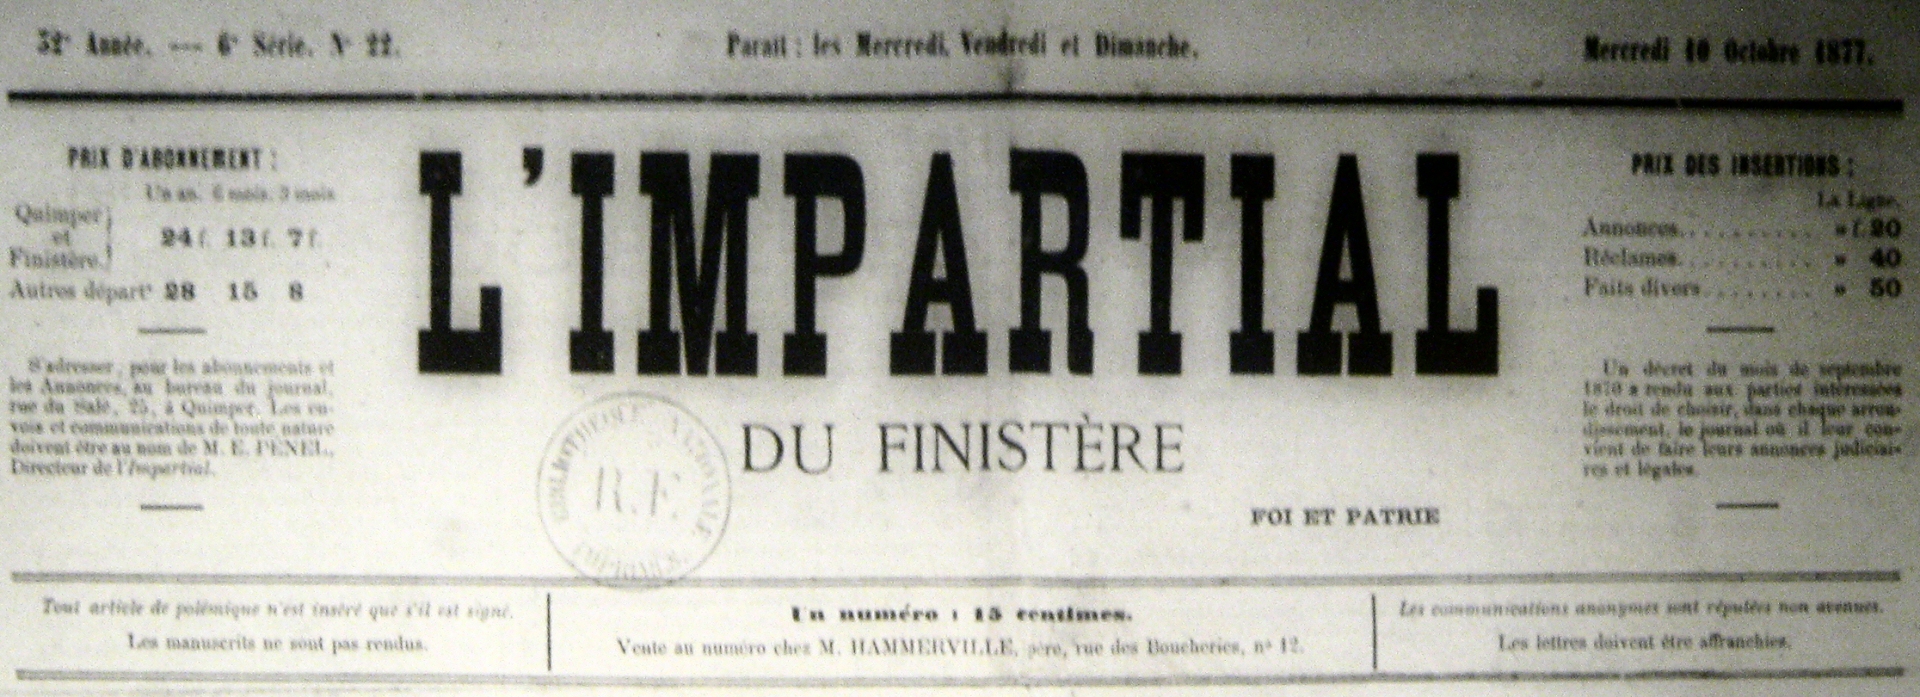 32e Année. — 6e Série. N° 22.
Paraît : les Mercredi, Vendredi et Dimanche.
Mercredi 10 Octobre 1877.
PRIX D'ABONNEMENT :
Un an. 6 mois. 3 mois
Quimper
et
Finistère.
24 f. 13 f. 7 f.
Autres départs 28 15 8
S'adresser, pour les abonnements et
les Annonces, au bureau du journal,
rue du Salé, 25, à Quimper. Les en-
vois et communications de toute nature
doivent être au nom de M. E. PENEL,
Directeur de l'Impartial.
L'IMPARTIAL
DU FINISTÈRE
FOI ET PATRIE
BIBLIOTHEQUE NATIONALE
R.F.
PRIX DES INSERTIONS :
La Ligne.
Annonces.......... » f. 20
Réclames.......... » 40
Faits divers........ » 50
Un décret du mois de septembre
1870 a rendu aux parties intéressées
le droit de choisir, dans chaque arron-
dissement, le journal où il leur con-
vient de faire leurs annonces judiciai-
res et légales.
Tout article de polémique n'est inséré que s'il est signé.
Les manuscrits ne sont pas rendus.
Un numéro : 15 centimes.
Vente au numéro chez M. HAMMERVILLE, père, rue des Boucheries, n° 12.
Les communications anonymes sont réputées non avenues.
Les lettres doivent être affranchies.